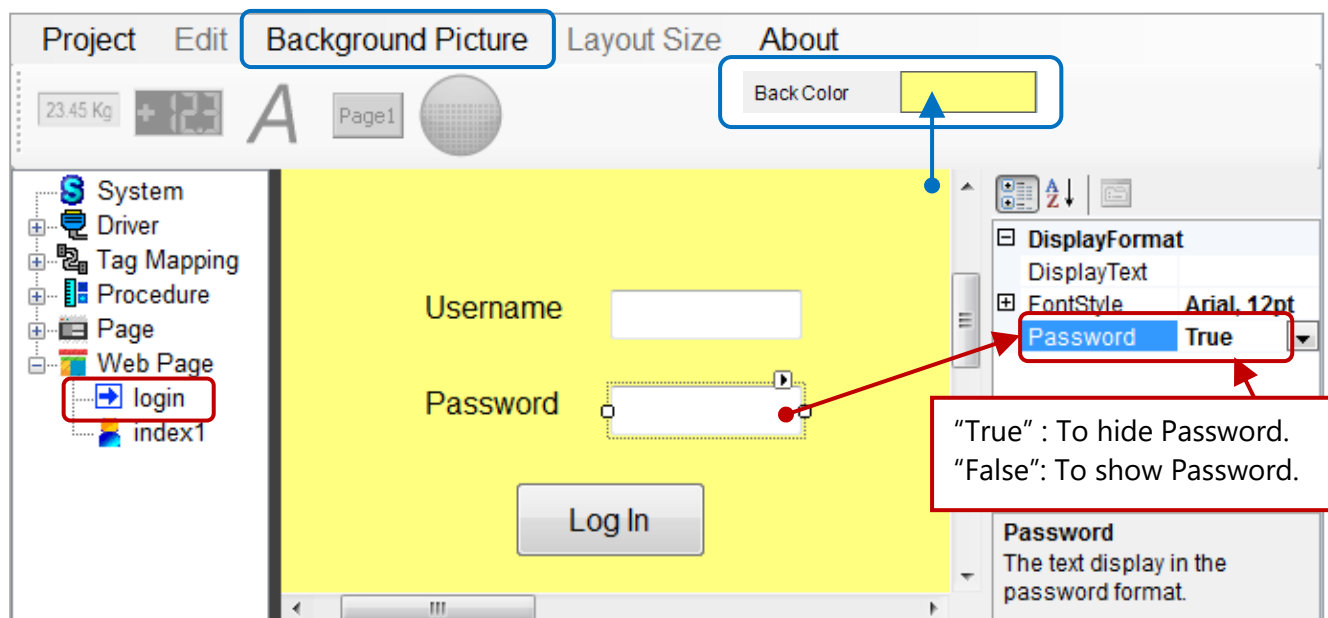 Project Edit Background Picture Layout Size About
23.45 Kg +12.3 A Page1 Back Color
System
Driver
Tag Mapping
Procedure
Page
Web Page
login
index1
Username
Password
Log In
A
Z
DisplayFormat
DisplayText
FontStyle Arial, 12pt
Password True
“True” : To hide Password.
“False”: To show Password.
Password
The text display in the
password format.